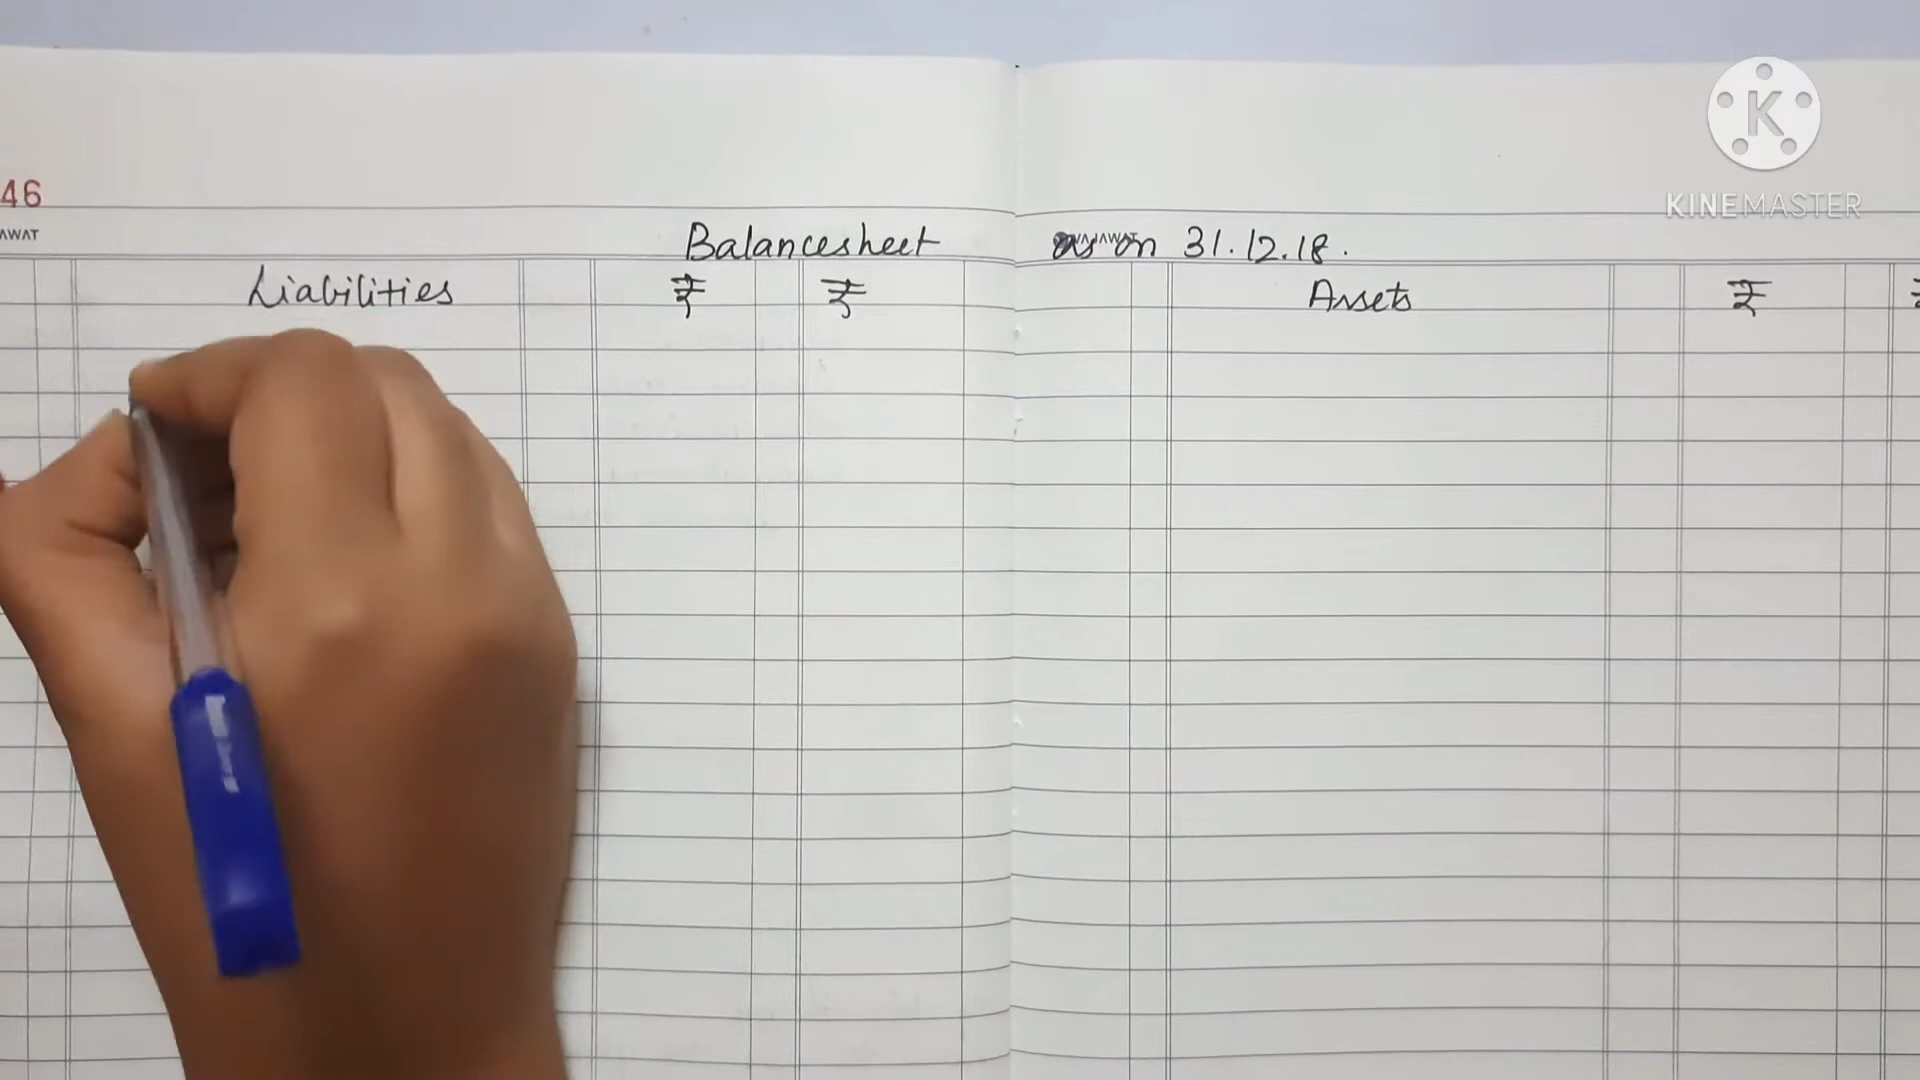 K
KINEMASTER
46
AWAT
Balancesheet as on 31.12.18.
Liabilities ₹ ₹ Assets ₹